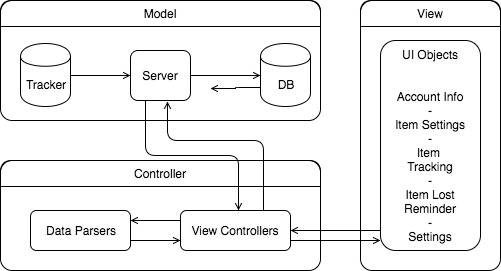 Model
Tracker
Server
DB
Controller
Data Parsers
View Controllers
View
UI Objects
Account Info
-
Item Settings
-
Item
Tracking
-
Item Lost
Reminder
-
Settings